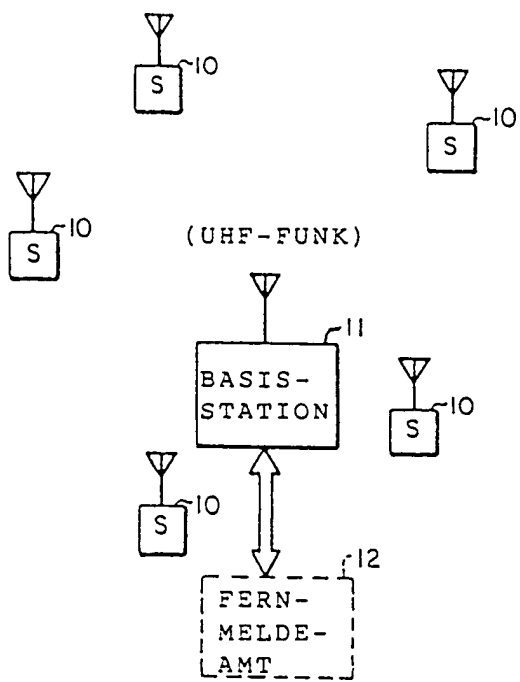 10
S
10
S
10
S
(UHF-FUNK)
11
BASIS-
STATION
10
S
10
S
12
FERN-
MELDE-
AMT